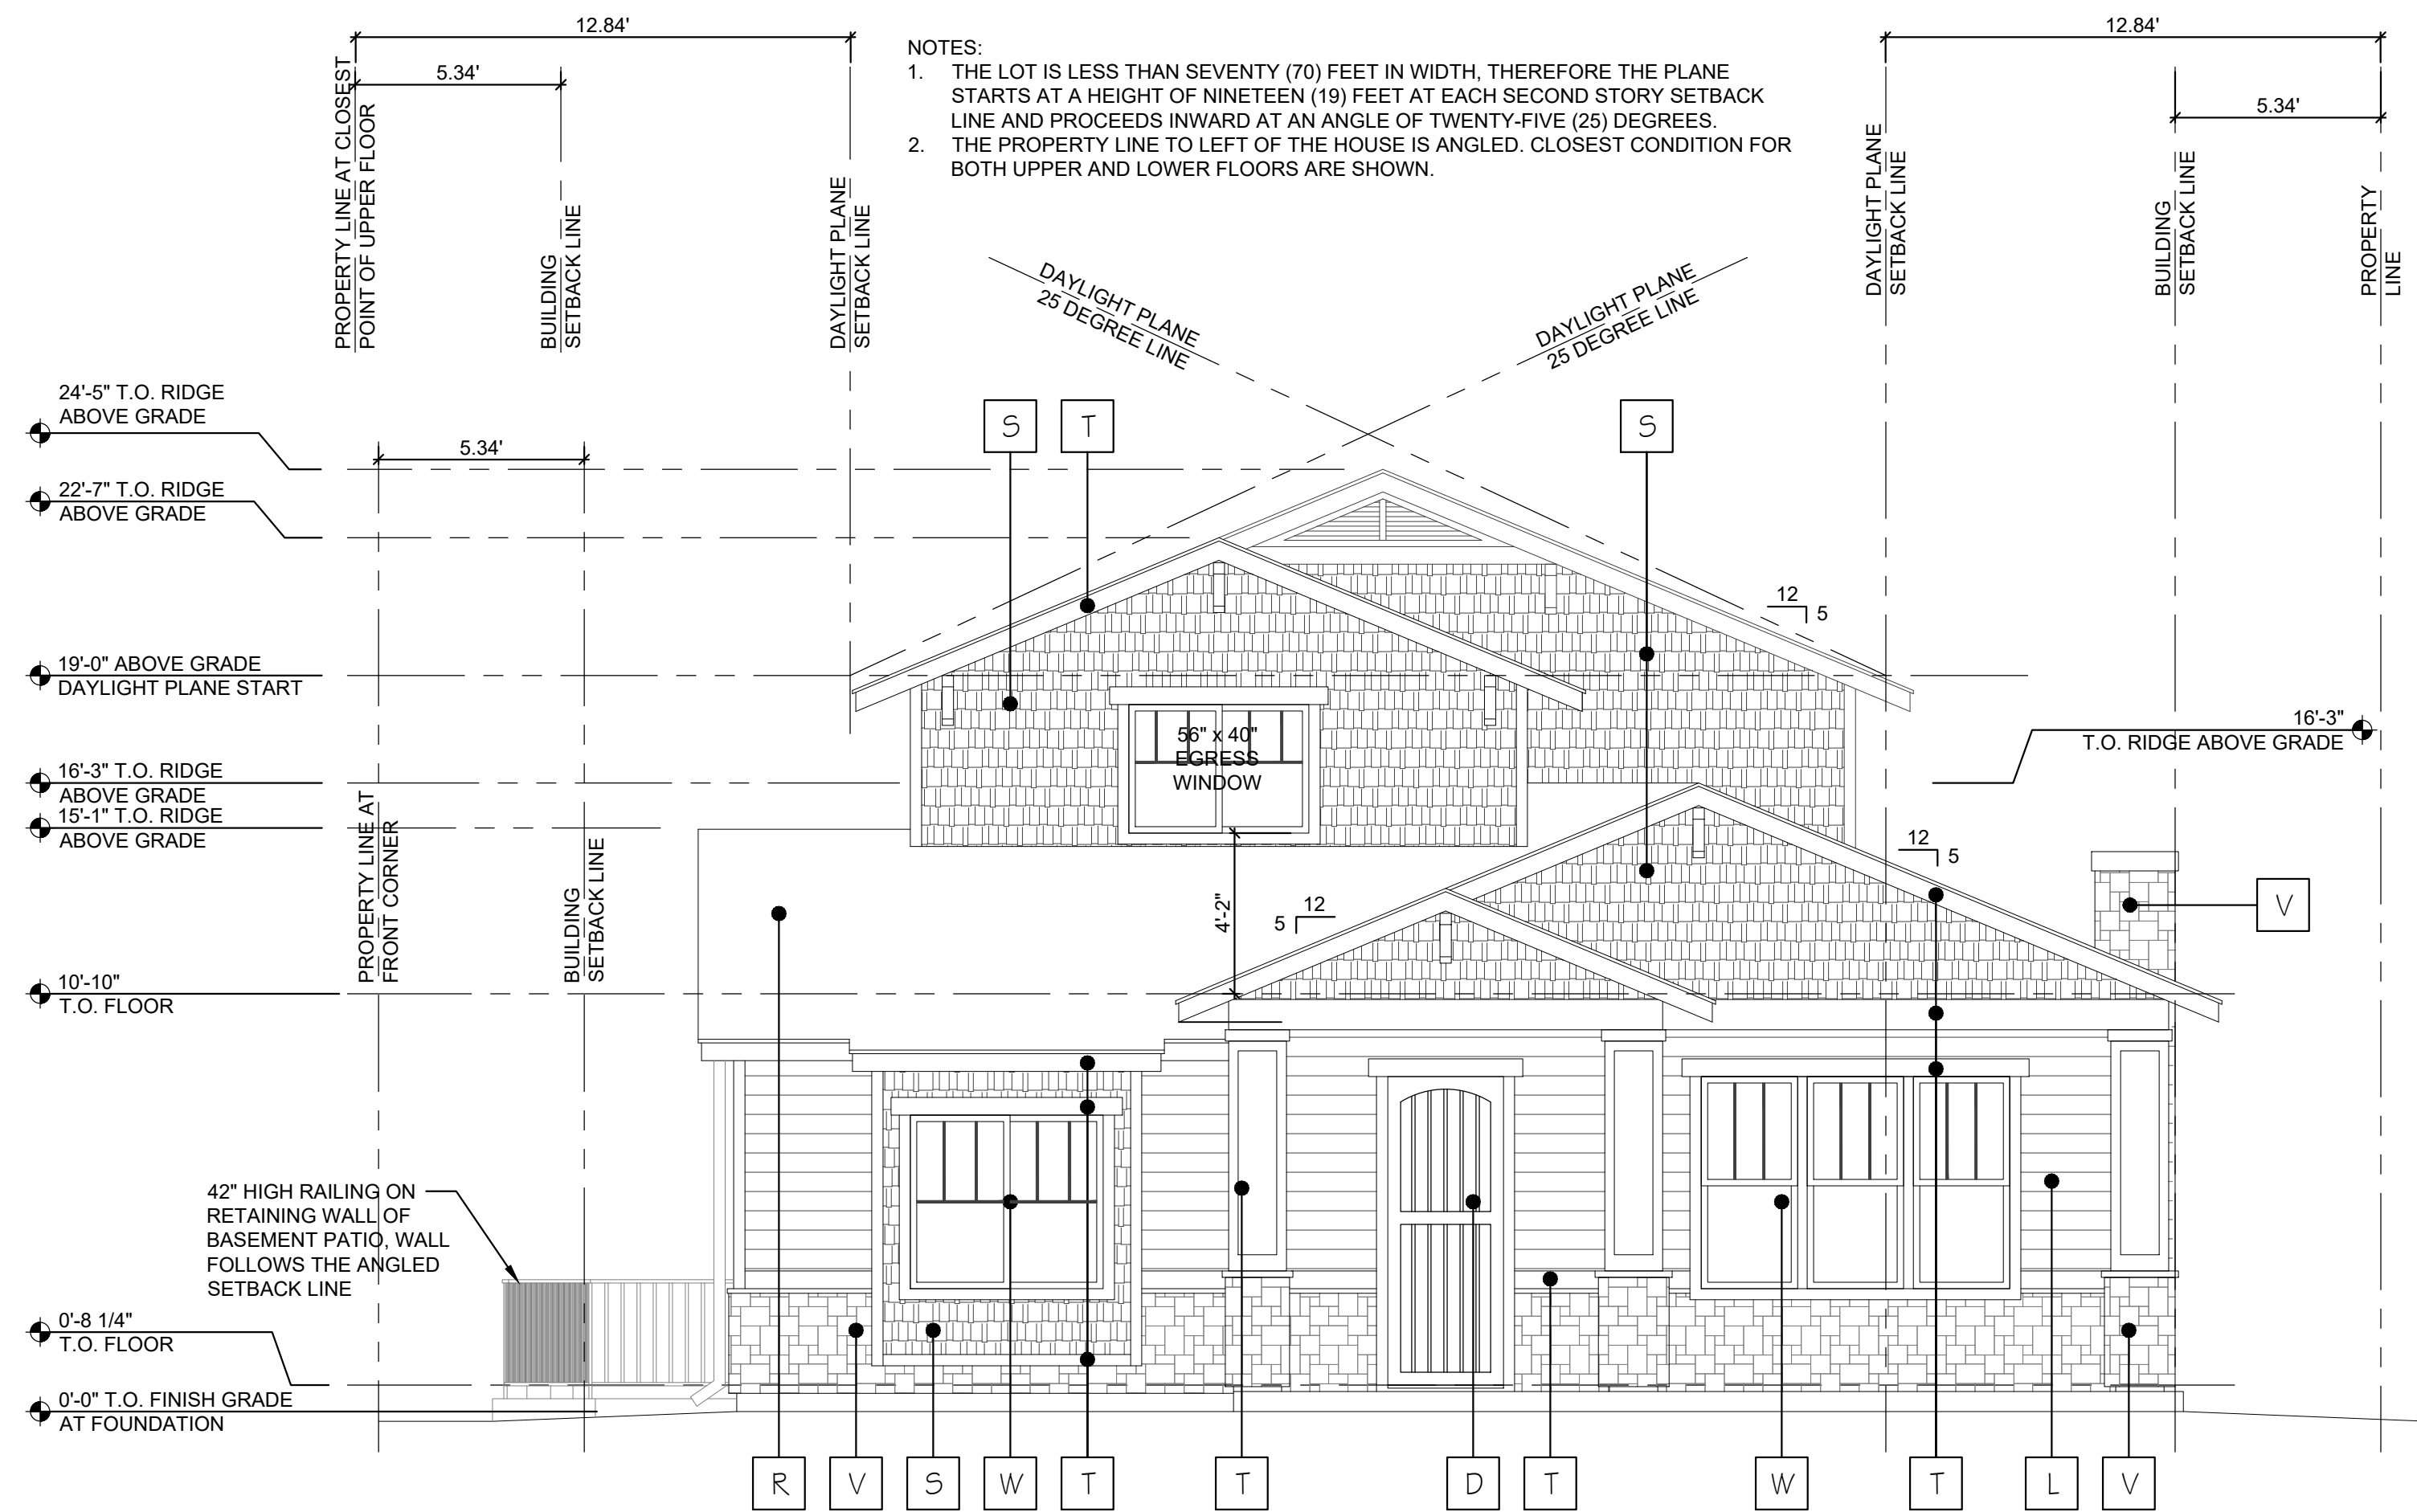 12.84'
5.34'
PROPERTY LINE AT CLOSEST
POINT OF UPPER FLOOR
BUILDING
SETBACK LINE
DAYLIGHT PLANE
SETBACK LINE
NOTES:
1. THE LOT IS LESS THAN SEVENTY (70) FEET IN WIDTH, THEREFORE THE PLANE
STARTS AT A HEIGHT OF NINETEEN (19) FEET AT EACH SECOND STORY SETBACK
LINE AND PROCEEDS INWARD AT AN ANGLE OF TWENTY-FIVE (25) DEGREES.
2. THE PROPERTY LINE TO LEFT OF THE HOUSE IS ANGLED. CLOSEST CONDITION FOR
BOTH UPPER AND LOWER FLOORS ARE SHOWN.
12.84'
5.34'
DAYLIGHT PLANE
SETBACK LINE
BUILDING
SETBACK LINE
PROPERTY
LINE
DAYLIGHT PLANE
25 DEGREE LINE
DAYLIGHT PLANE
25 DEGREE LINE
24'-5" T.O. RIDGE
ABOVE GRADE
5.34'
S
T
S
22'-7" T.O. RIDGE
ABOVE GRADE
12
5
19'-0" ABOVE GRADE
DAYLIGHT PLANE START
56" x 40"
EGRESS
WINDOW
16'-3"
T.O. RIDGE ABOVE GRADE
16'-3" T.O. RIDGE
ABOVE GRADE
15'-1" T.O. RIDGE
ABOVE GRADE
PROPERTY LINE AT
FRONT CORNER
BUILDING
SETBACK LINE
12
5
4'-2"
12
5
V
10'-10"
T.O. FLOOR
42" HIGH RAILING ON
RETAINING WALL OF
BASEMENT PATIO, WALL
FOLLOWS THE ANGLED
SETBACK LINE
0'-8 1/4"
T.O. FLOOR
0'-0" T.O. FINISH GRADE
AT FOUNDATION
R
V
S
W
T
T
D
T
W
T
L
V